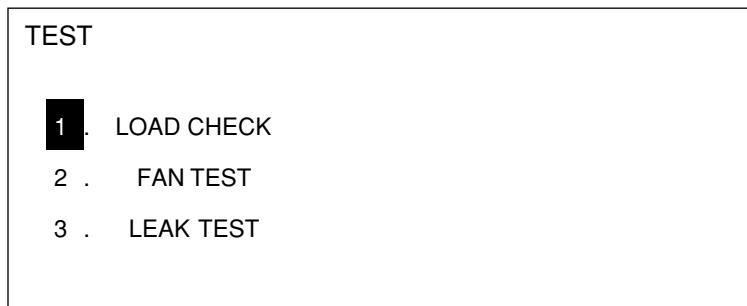 TEST
1 . LOAD CHECK
2 . FAN TEST
3 . LEAK TEST